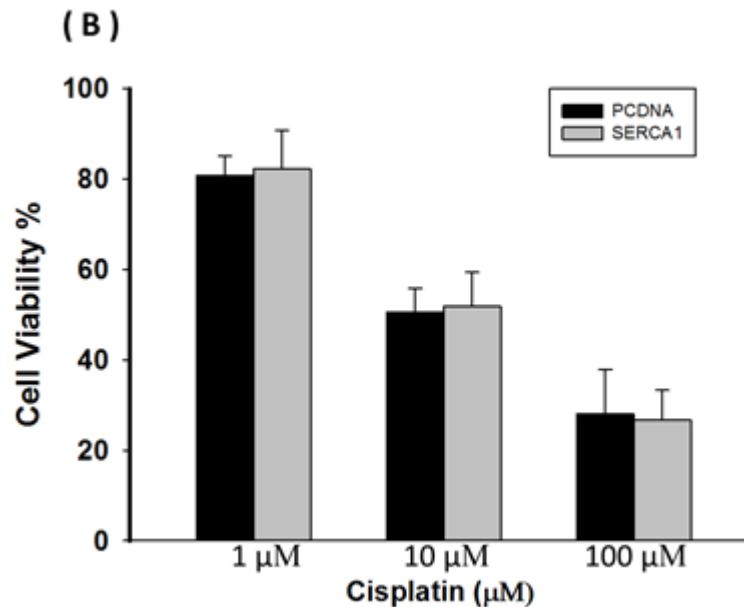 ( B )
100
80
60
40
20
0
Cell Viability %
PCDNA
SERCA1
1 μM 10 μM 100 μM
Cisplatin (μM)